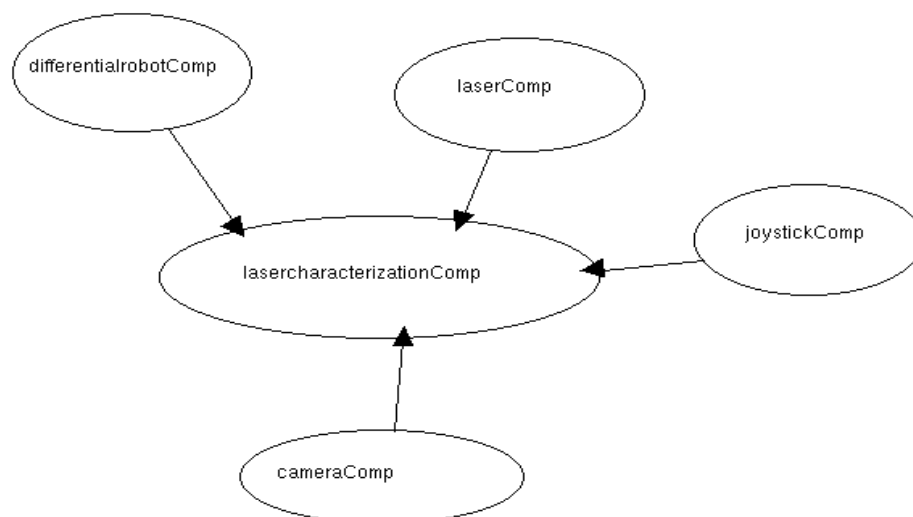 differentialrobotComp
laserComp
joystickComp
lasercharacterizationComp
cameraComp